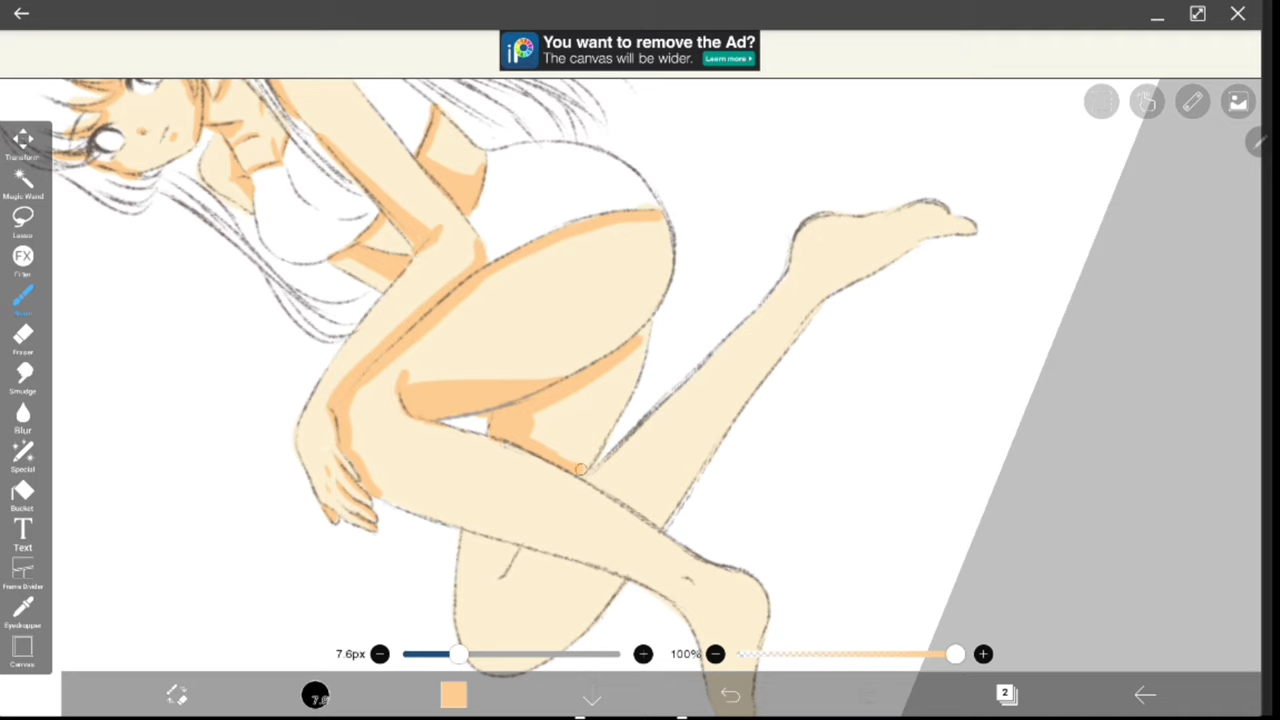 You want to remove the Ad?
The canvas will be wider.
Learn more
iP
Transform
Magic Wand
Lasso
FX
Filter
Eraser
Smudge
Blur
Special
Bucket
T
Text
Frame Divider
Eyedropper
Canvas
7.6px
100%
2